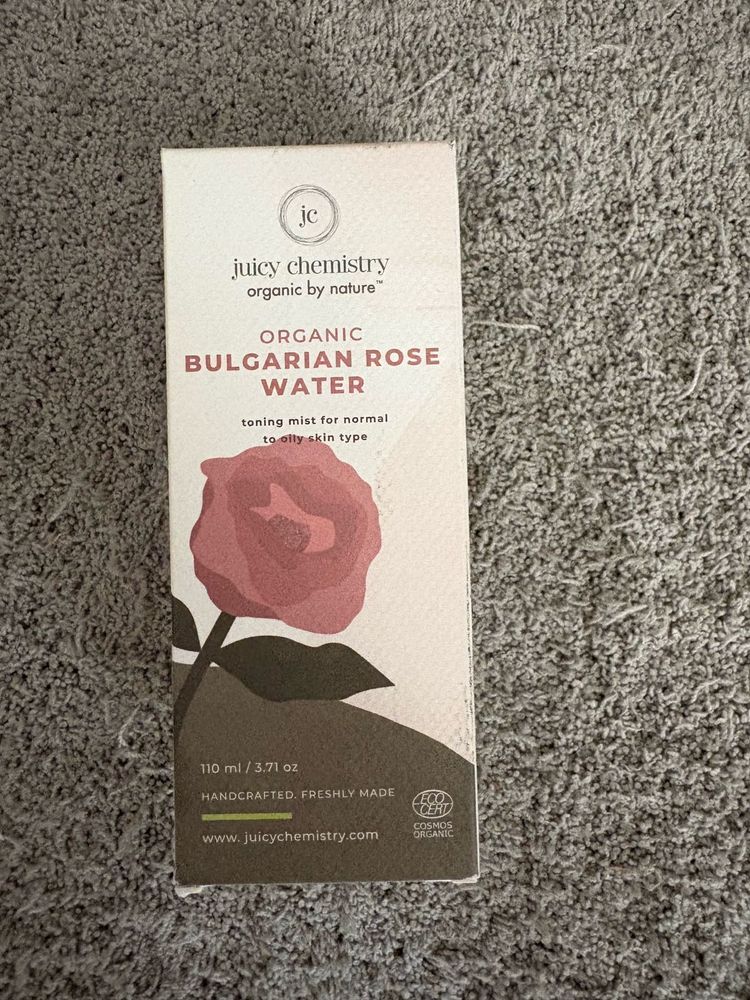 jc
juicy chemistry
organic by nature™
ORGANIC
BULGARIAN ROSE
WATER
toning mist for normal
to oily skin type
110 ml / 3.71 oz
HANDCRAFTED. FRESHLY MADE
www. juicychemistry.com
ECO
CERT
COSMOS
ORGANIC